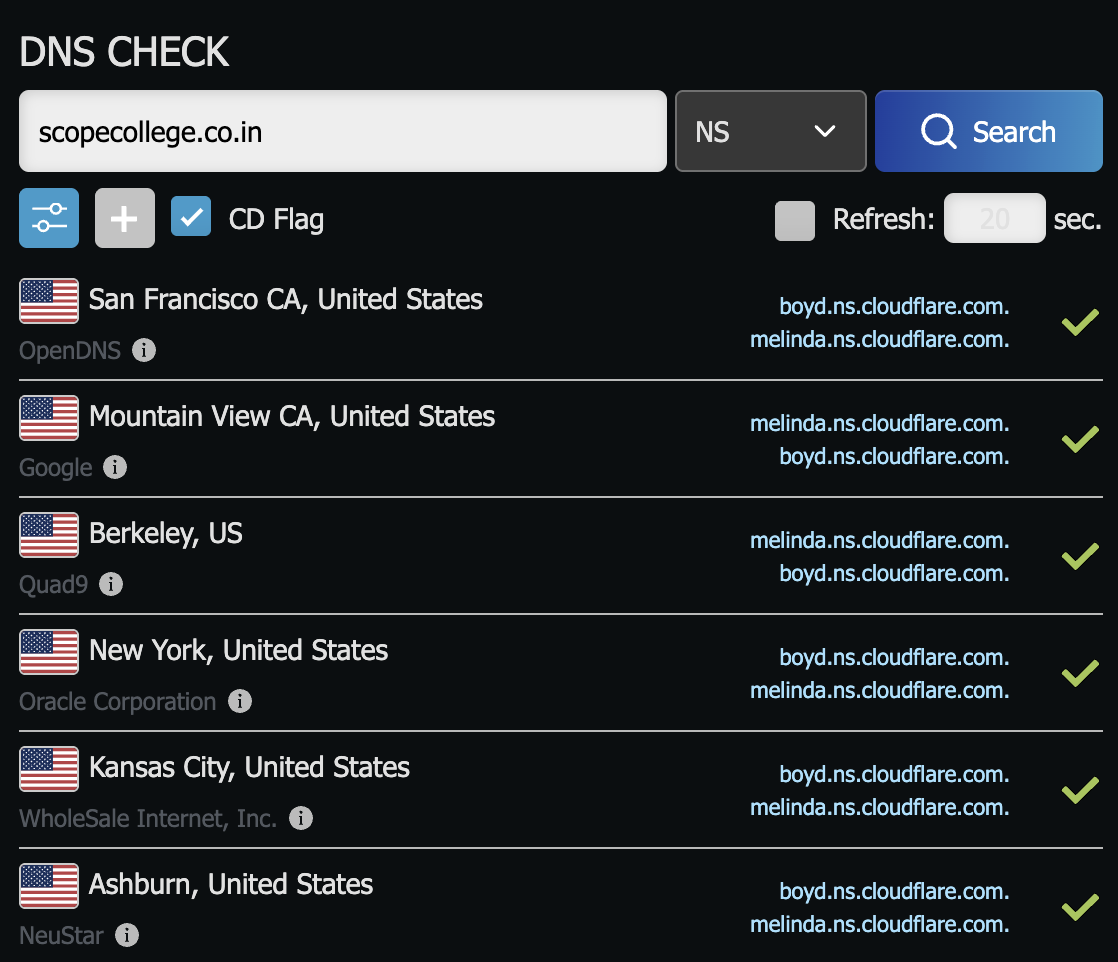 DNS CHECK
scopecollege.co.in NS Search
CD Flag Refresh: 20 sec.
San Francisco CA, United States
OpenDNS
boyd.ns.cloudflare.com.
melinda.ns.cloudflare.com.
Mountain View CA, United States
Google
melinda.ns.cloudflare.com.
boyd.ns.cloudflare.com.
Berkeley, US
Quad9
melinda.ns.cloudflare.com.
boyd.ns.cloudflare.com.
New York, United States
Oracle Corporation
boyd.ns.cloudflare.com.
melinda.ns.cloudflare.com.
Kansas City, United States
WholeSale Internet, Inc.
boyd.ns.cloudflare.com.
melinda.ns.cloudflare.com.
Ashburn, United States
NeuStar
boyd.ns.cloudflare.com.
melinda.ns.cloudflare.com.